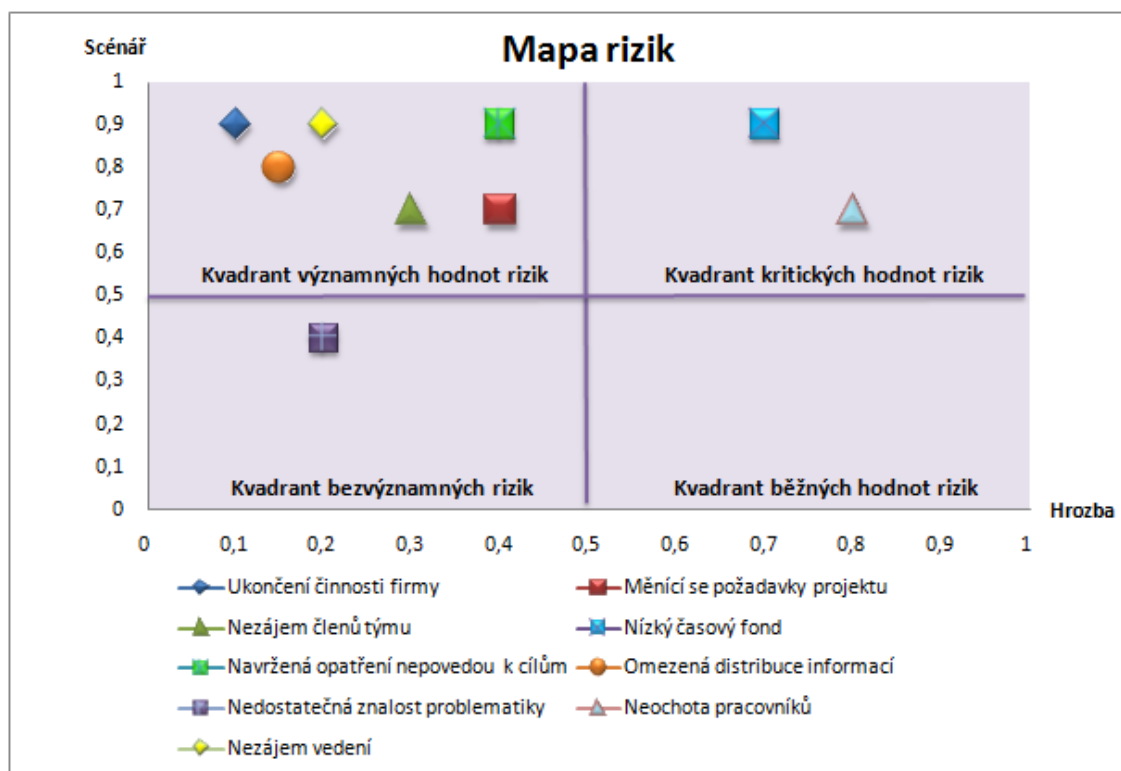 Mapa rizik
Scénář
1
0,9
0,8
0,7
0,6
Kvadrant významných hodnot rizik
Kvadrant kritických hodnot rizik
0,5
0,4
0,3
0,2
0,1
Kvadrant bezvýznamných rizik
Kvadrant běžných hodnot rizik
0
Hrozba
0 0,1 0,2 0,3 0,4 0,5 0,6 0,7 0,8 0,9 1
Ukončení činnosti firmy
Měnící se požadavky projektu
Nezájem členů týmu
Nízký časový fond
Navržená opatření nepovedou k cílům
Omezená distribuce informací
Nedostatečná znalost problematiky
Neochota pracovníků
Nezájem vedení